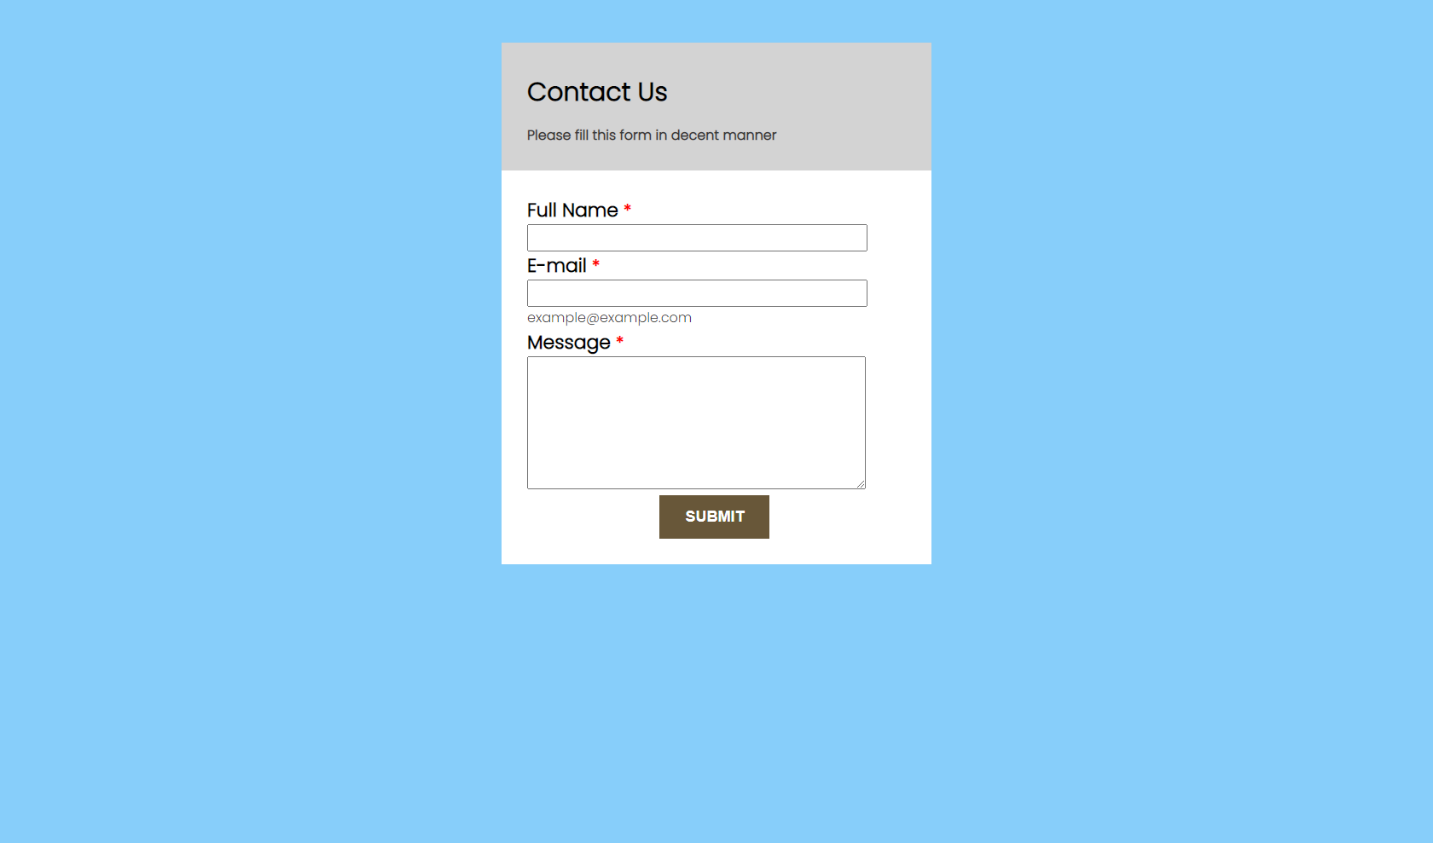 Contact Us
Please fill this form in decent manner
Full Name *
E-mail *
example@example.com
Message *
SUBMIT